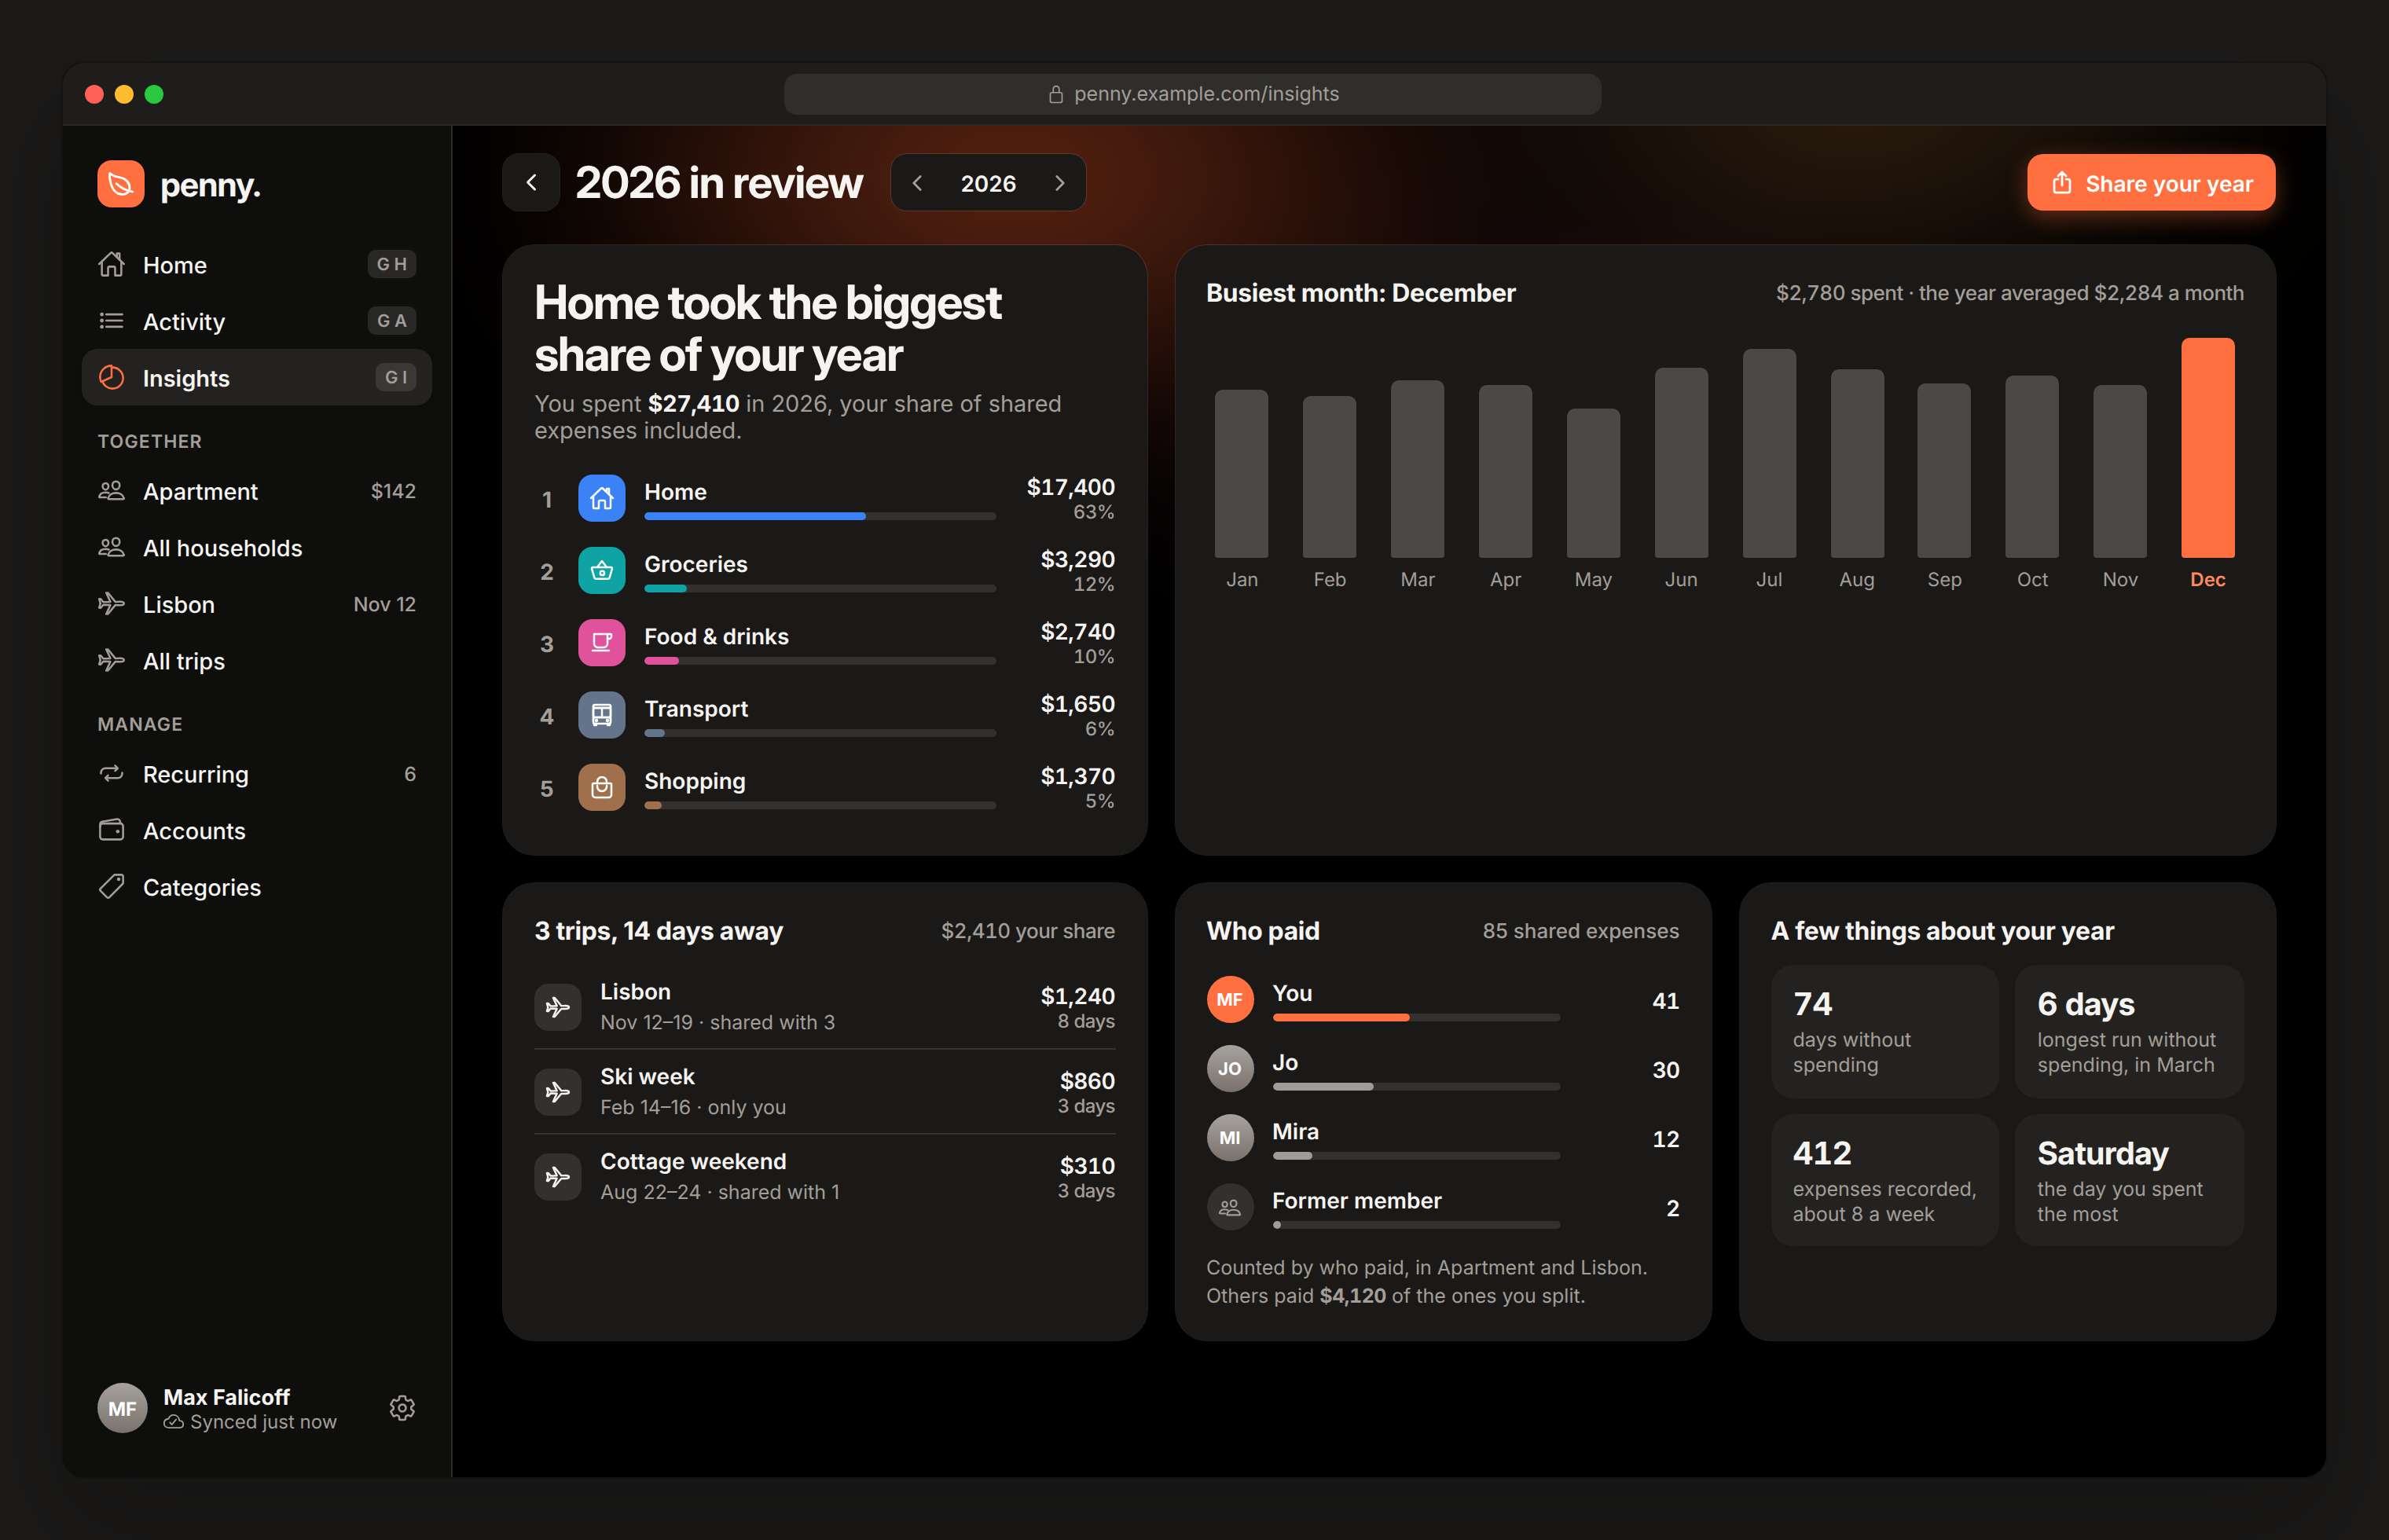 penny.example.com/insights
penny.
Home G H
Activity G A
Insights G I
TOGETHER
Apartment $142
All households
Lisbon Nov 12
All trips
MANAGE
Recurring 6
Accounts
Categories
MF Max Falicoff
Synced just now
2026 in review
2026
Share your year
Home took the biggest
share of your year
You spent $27,410 in 2026, your share of shared
expenses included.
1 Home $17,400
63%
2 Groceries $3,290
12%
3 Food & drinks $2,740
10%
4 Transport $1,650
6%
5 Shopping $1,370
5%
Busiest month: December $2,780 spent · the year averaged $2,284 a month
Jan Feb Mar Apr May Jun Jul Aug Sep Oct Nov Dec
3 trips, 14 days away $2,410 your share
Lisbon $1,240
Nov 12–19 · shared with 3 8 days
Ski week $860
Feb 14–16 · only you 3 days
Cottage weekend $310
Aug 22–24 · shared with 1 3 days
Who paid 85 shared expenses
MF You 41
JO Jo 30
MI Mira 12
Former member 2
Counted by who paid, in Apartment and Lisbon.
Others paid $4,120 of the ones you split.
A few things about your year
74
days without
spending
6 days
longest run without
spending, in March
412
expenses recorded,
about 8 a week
Saturday
the day you spent
the most